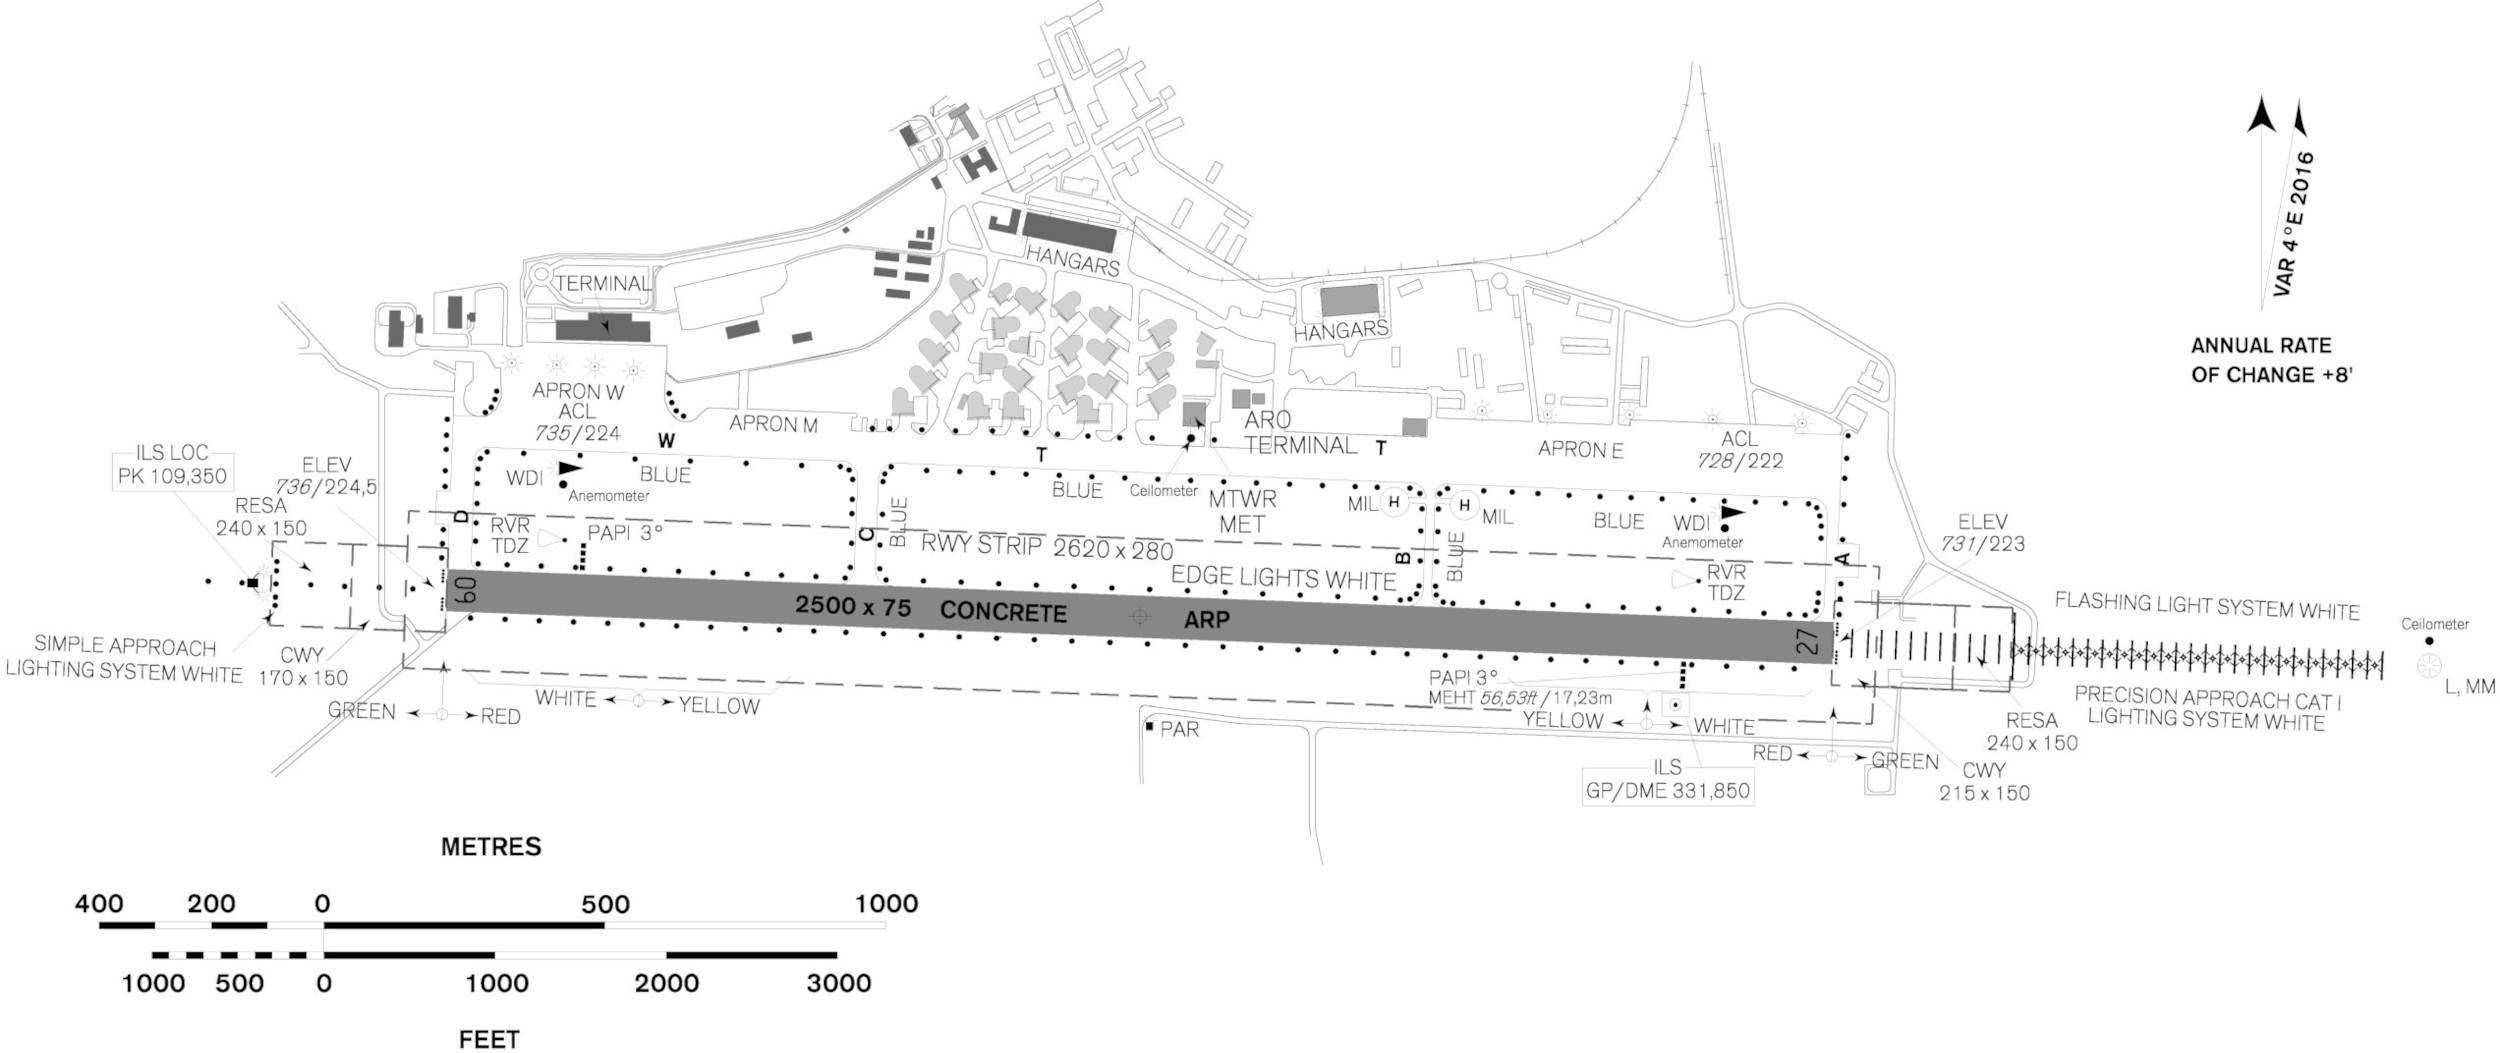 VAR 4°E 2016
ANNUAL RATE
OF CHANGE +8'
HANGARS
TERMINAL
HANGARS
APRON W
ACL
735/224
W
APRON M
ARO
TERMINAL
T
T
APRON E
ACL
728/222
ILS LOC
PK 109,350
ELEV
736/224,5
RESA
240 x 150
WDI
Anemometer
BLUE
BLUE
Ceilometer
MTWR
MET
MIL
H
H
MIL
BLUE
WDI
Anemometer
D
RVR
TDZ
PAPI 3°
C
BLUE
RWY STRIP 2620 x 280
B
BLUE
A
ELEV
731/223
EDGE LIGHTS WHITE
RVR
TDZ
09
2500 x 75 CONCRETE ARP
27
FLASHING LIGHT SYSTEM WHITE
Ceilometer
L, MM
SIMPLE APPROACH
LIGHTING SYSTEM WHITE
CWY
170 x 150
GREEN
RED
WHITE
YELLOW
PAR
PAPI 3°
MEHT 56,53ft / 17,23m
YELLOW
WHITE
RED
GREEN
ILS
GP/DME 331,850
PRECISION APPROACH CAT I
LIGHTING SYSTEM WHITE
RESA
240 x 150
CWY
215 x 150
METRES
400 200 0 500 1000
1000 500 0 1000 2000 3000
FEET